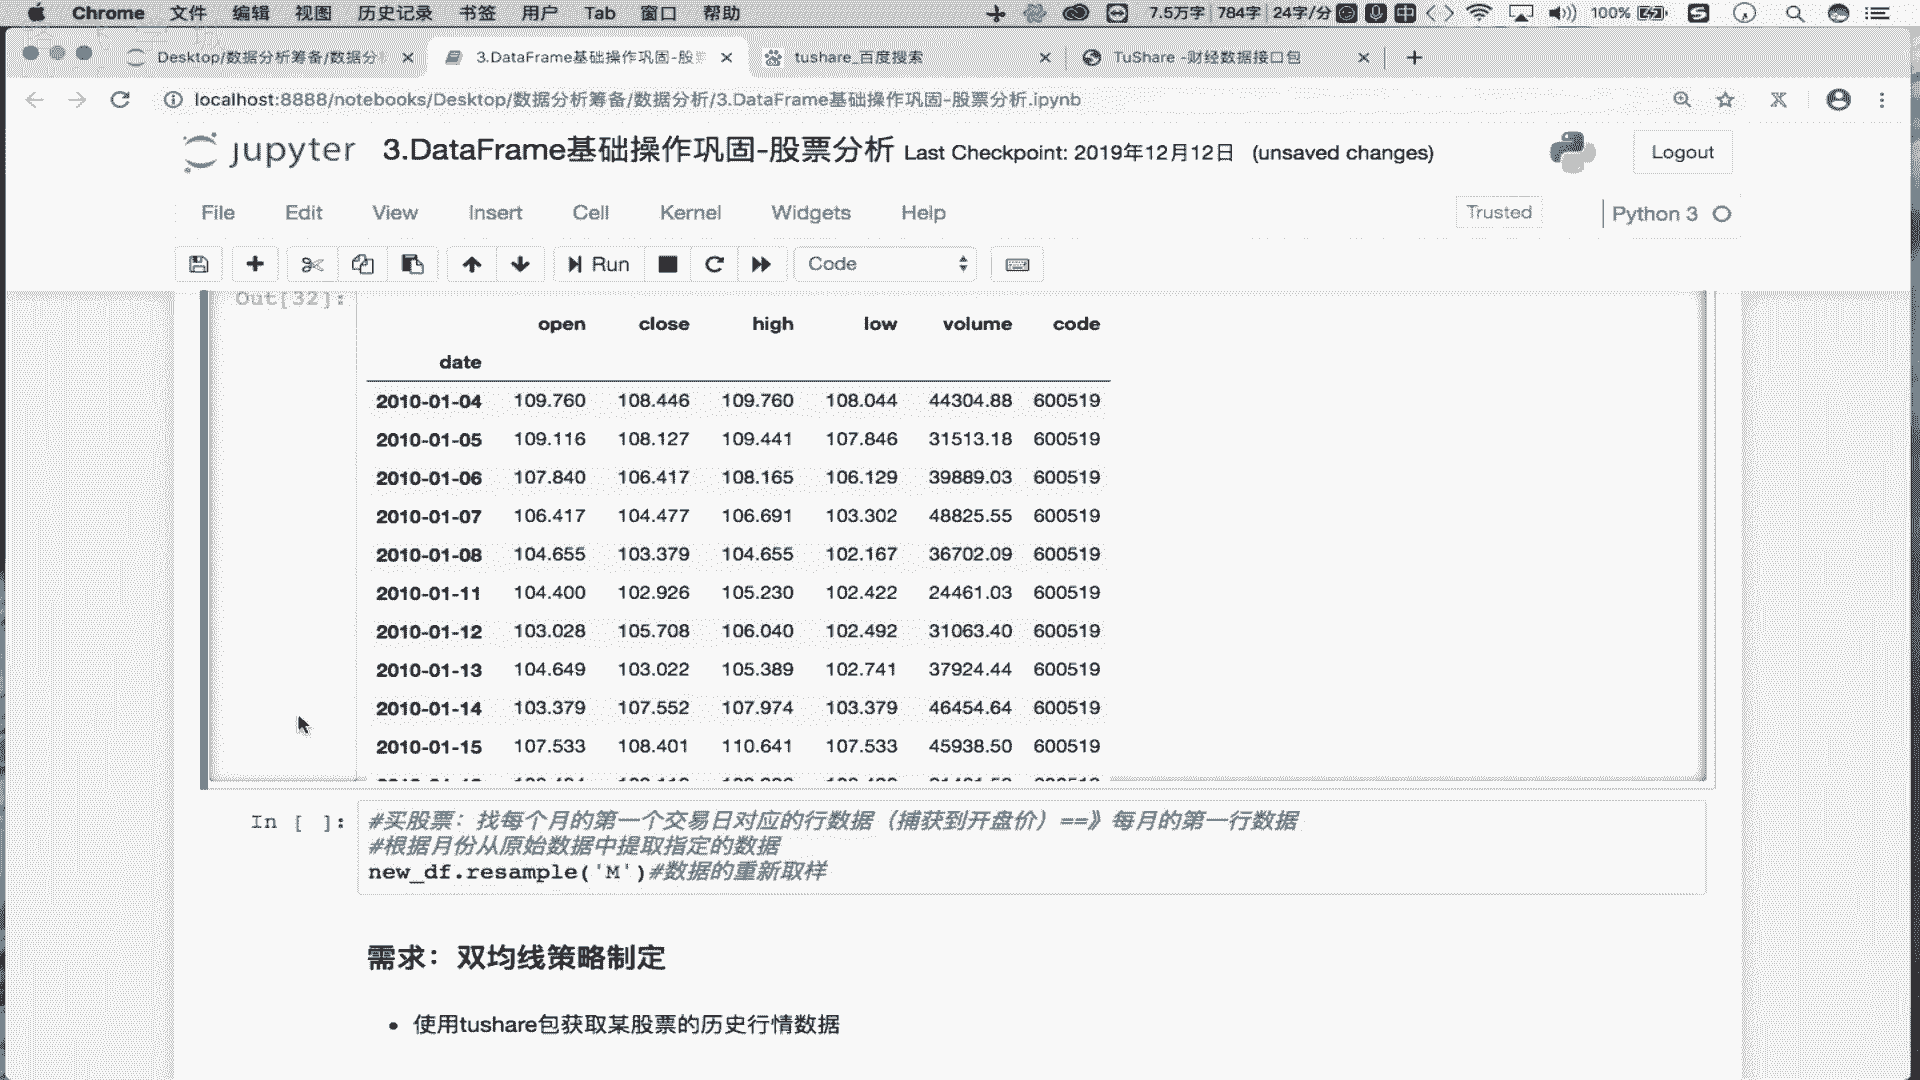 Chrome 文件 编辑 视图 历史记录 书签 用户 Tab 窗口 帮助 7.5万字 784字 24字/分 中 100%
Desktop/数据分析筹备/数据分 3.DataFrame基础操作巩固-股 tushare_百度搜索 TuShare -财经数据接口包
localhost:8888/notebooks/Desktop/数据分析筹备/数据分析/3.DataFrame基础操作巩固-股票分析.ipynb
jupyter 3.DataFrame基础操作巩固-股票分析 Last Checkpoint: 2019年12月12日 (unsaved changes) Logout
File Edit View Insert Cell Kernel Widgets Help Trusted Python 3
Run Code
Out[32]:
open close high low volume code
date
2010-01-04 109.760 108.446 109.760 108.044 44304.88 600519
2010-01-05 109.116 108.127 109.441 107.846 31513.18 600519
2010-01-06 107.840 106.417 108.165 106.129 39889.03 600519
2010-01-07 106.417 104.477 106.691 103.302 48825.55 600519
2010-01-08 104.655 103.379 104.655 102.167 36702.09 600519
2010-01-11 104.400 102.926 105.230 102.422 24461.03 600519
2010-01-12 103.028 105.708 106.040 102.492 31063.40 600519
2010-01-13 104.649 103.022 105.389 102.741 37924.44 600519
2010-01-14 103.379 107.552 107.974 103.379 46454.64 600519
2010-01-15 107.533 108.401 110.641 107.533 45938.50 600519
In [ ]: #买股票：找每个月的第一个交易日对应的行数据（捕获到开盘价）==》每月的第一行数据
#根据月份从原始数据中提取指定的数据
new_df.resample('M')#数据的重新取样
需求：双均线策略制定
• 使用tushare包获取某股票的历史行情数据